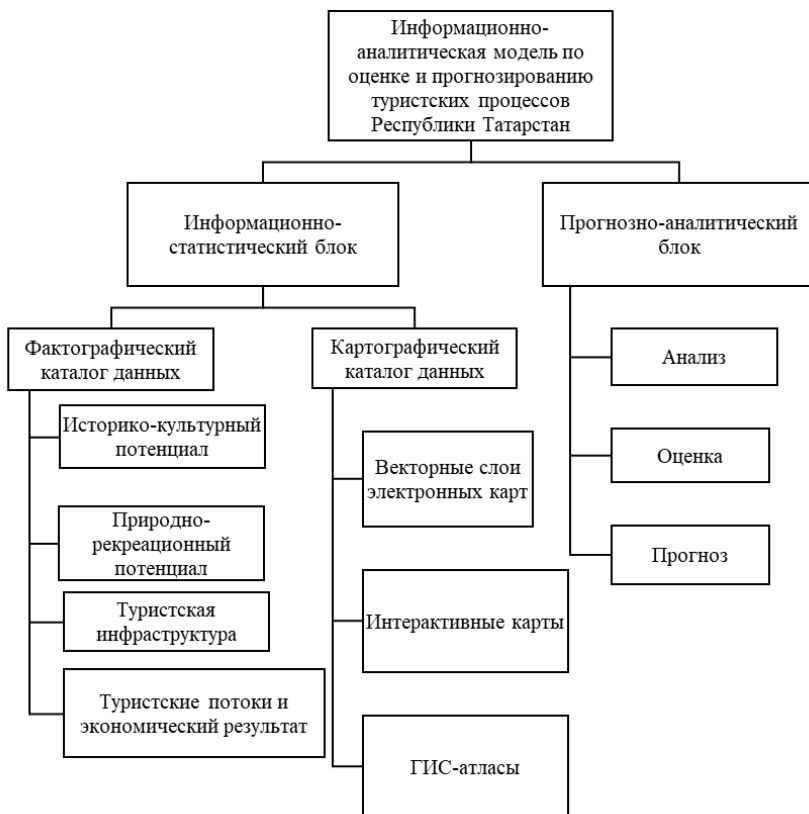 Информационно-
аналитическая модель по
оценке и прогнозированию
туристских процессов
Республики Татарстан
Информационно-
статистический блок
Прогнозно-аналитический
блок
Фактографический
каталог данных
Картографический
каталог данных
Анализ
Историко-культурный
потенциал
Векторные слои
электронных карт
Оценка
Природно-
рекреационный
потенциал
Прогноз
Туристская
инфраструктура
Интерактивные карты
Туристские потоки и
экономический результат
ГИС-атласы